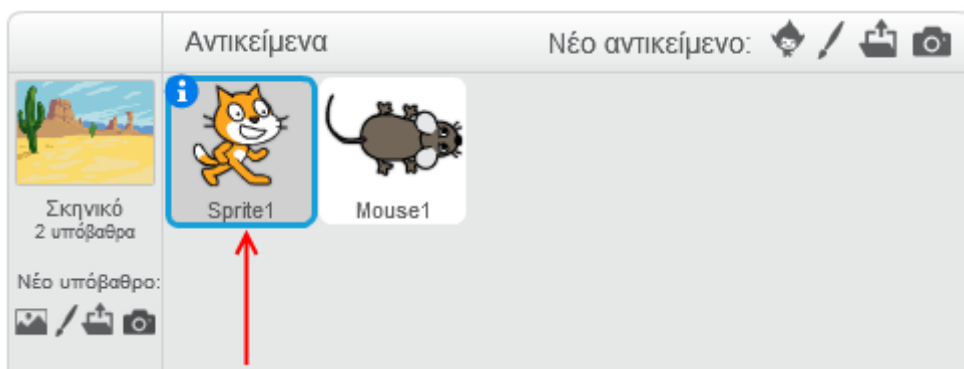 Αντικείμενα
Νέο αντικείμενο:
i
Sprite1
Mouse1
Σκηνικό
2 υπόβαθρα
Νέο υπόβαθρο: